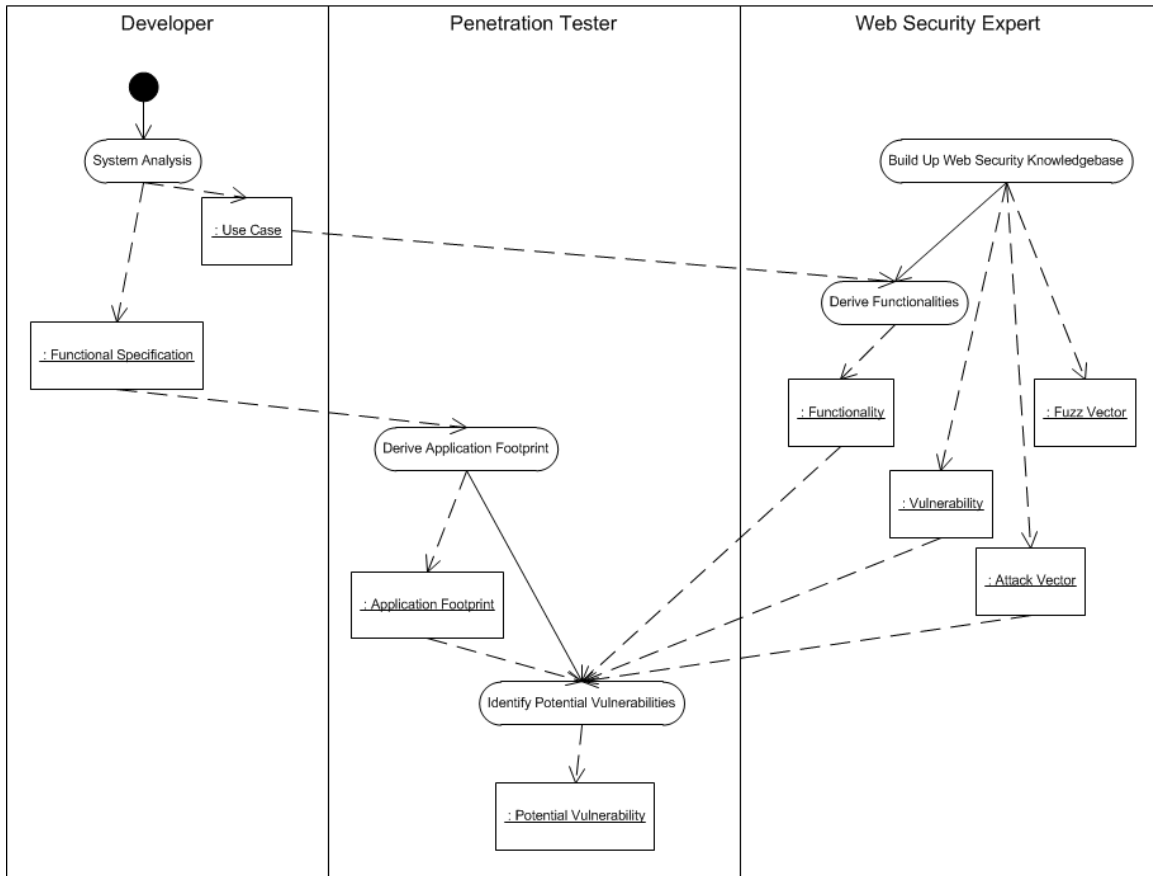 Developer
Penetration Tester
Web Security Expert
System Analysis
Build Up Web Security Knowledgebase
: Use Case
Derive Functionalities
: Functional Specification
: Functionality
: Fuzz Vector
Derive Application Footprint
: Vulnerability
: Attack Vector
: Application Footprint
Identify Potential Vulnerabilities
: Potential Vulnerability